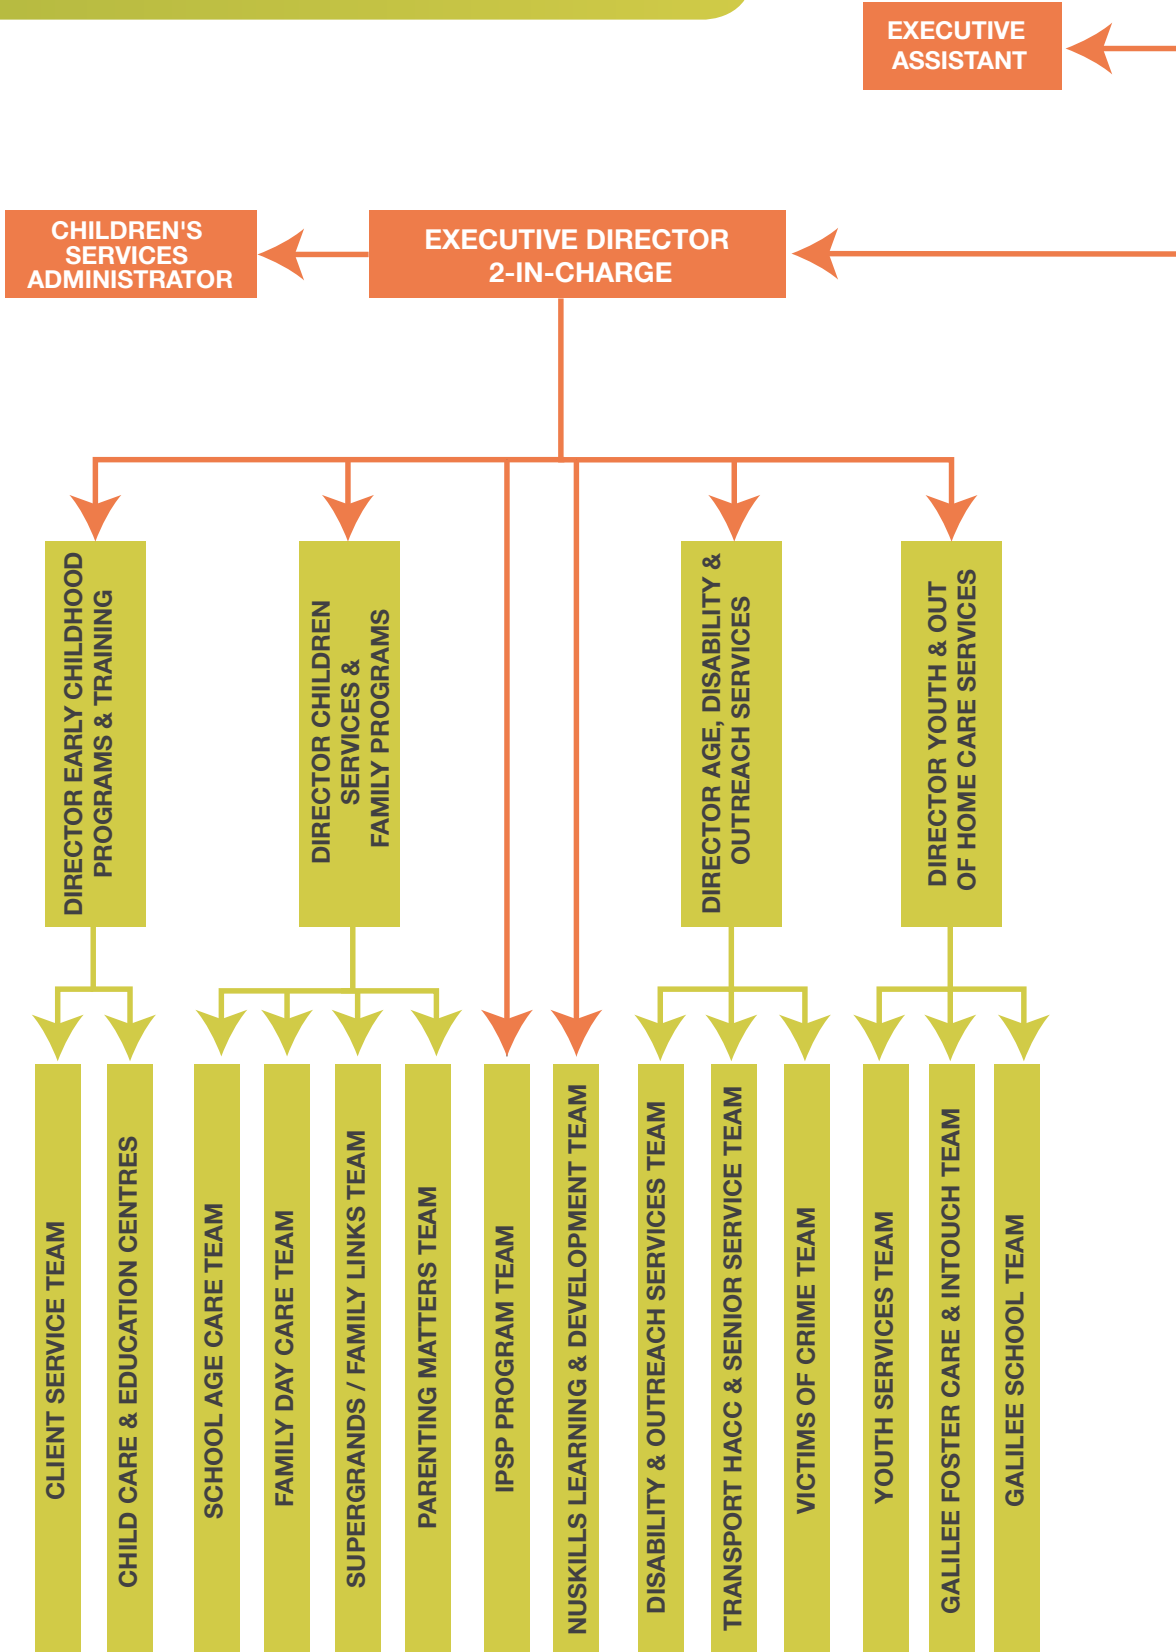 EXECUTIVE
ASSISTANT
CHILDREN'S
SERVICES
ADMINISTRATOR
EXECUTIVE DIRECTOR
2-IN-CHARGE
DIRECTOR EARLY CHILDHOOD
PROGRAMS & TRAINING
DIRECTOR CHILDREN
SERVICES &
FAMILY PROGRAMS
DIRECTOR AGE, DISABILITY &
OUTREACH SERVICES
DIRECTOR YOUTH & OUT
OF HOME CARE SERVICES
CLIENT SERVICE TEAM
CHILD CARE & EDUCATION CENTRES
SCHOOL AGE CARE TEAM
FAMILY DAY CARE TEAM
SUPERGRANDS / FAMILY LINKS TEAM
PARENTING MATTERS TEAM
IPSP PROGRAM TEAM
NUSKILLS LEARNING & DEVELOPMENT TEAM
DISABILITY & OUTREACH SERVICES TEAM
TRANSPORT HACC & SENIOR SERVICE TEAM
VICTIMS OF CRIME TEAM
YOUTH SERVICES TEAM
GALILEE FOSTER CARE & INTOUCH TEAM
GALILEE SCHOOL TEAM